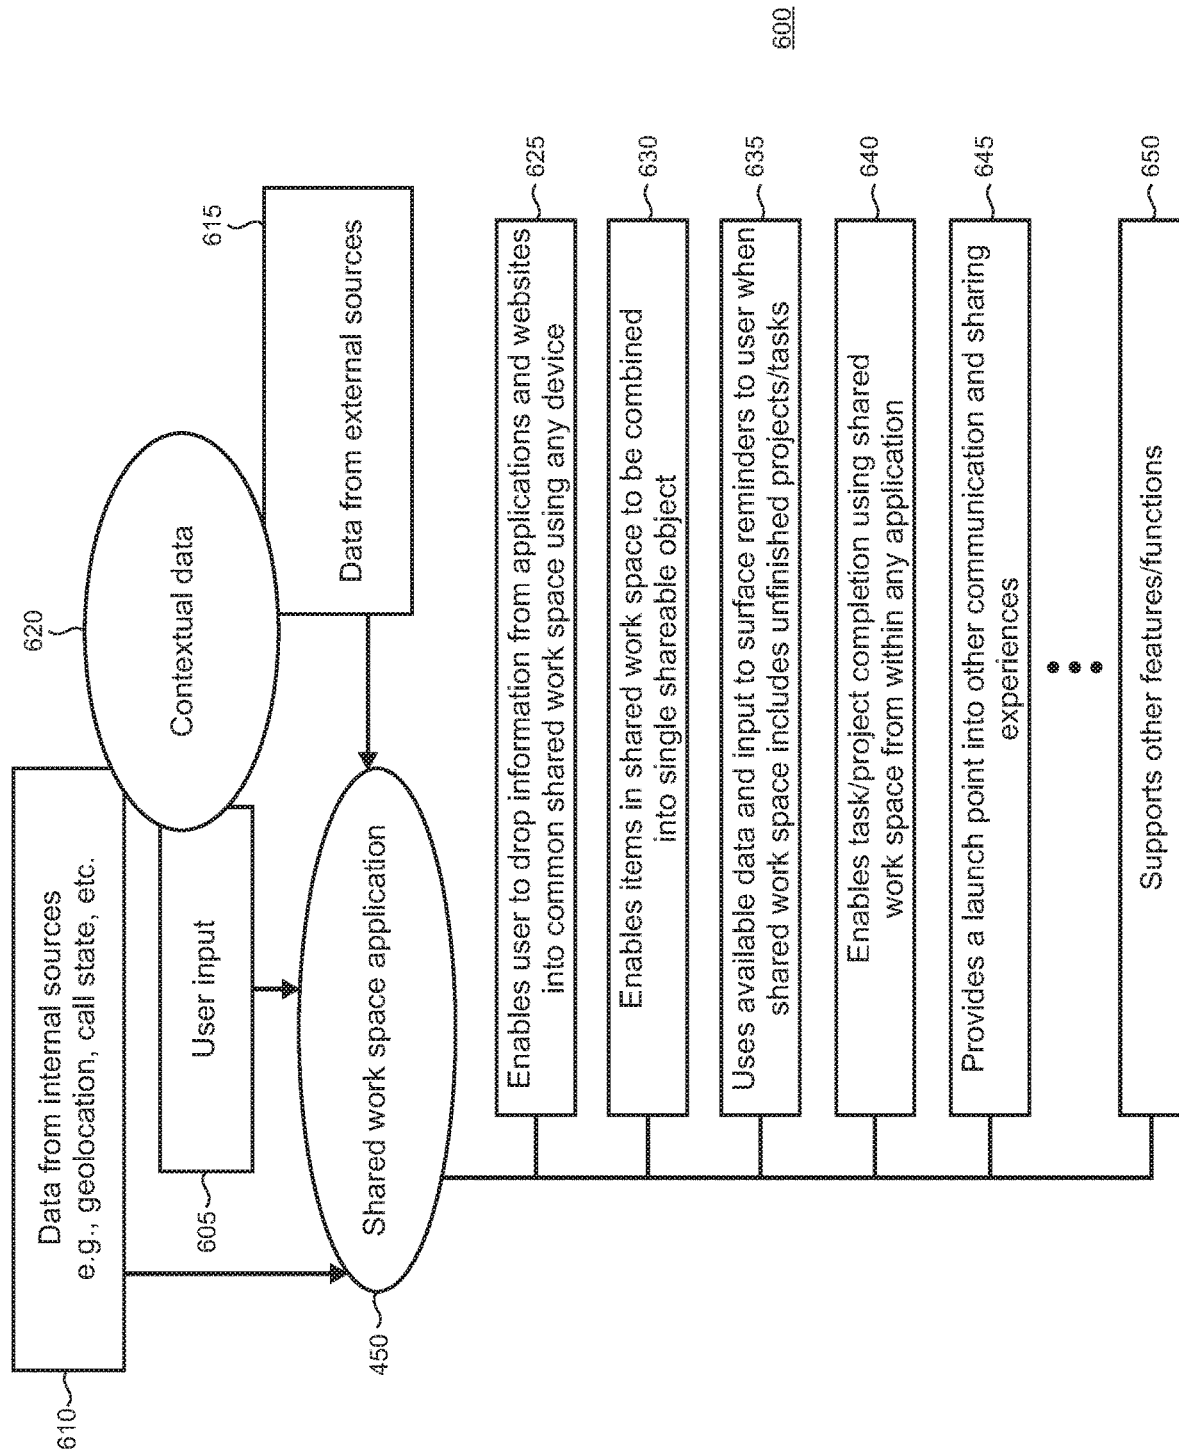 600
610
Data from internal sources
e.g., geolocation, call state, etc.
620
Contextual data
615
Data from external sources
605
User input
450
Shared work space application
Enables user to drop information from applications and websites
into common shared work space using any device
625
Enables items in shared work space to be combined
into single shareable object
630
Uses available data and input to surface reminders to user when
shared work space includes unfinished projects/tasks
635
Enables task/project completion using shared
work space from within any application
640
Provides a launch point into other communication and sharing
experiences
645
Supports other features/functions
650